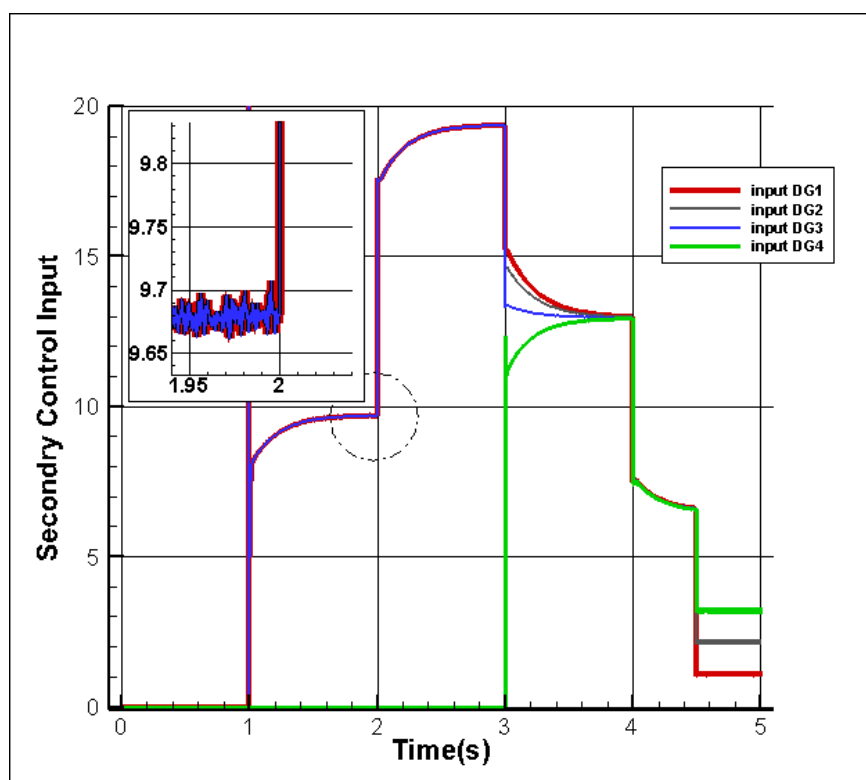 20
15
10
5
0
Secondry Control Input
9.8
9.75
9.7
9.65
1.95 2
input DG1
input DG2
input DG3
input DG4
0 1 2 3 4 5
Time(s)